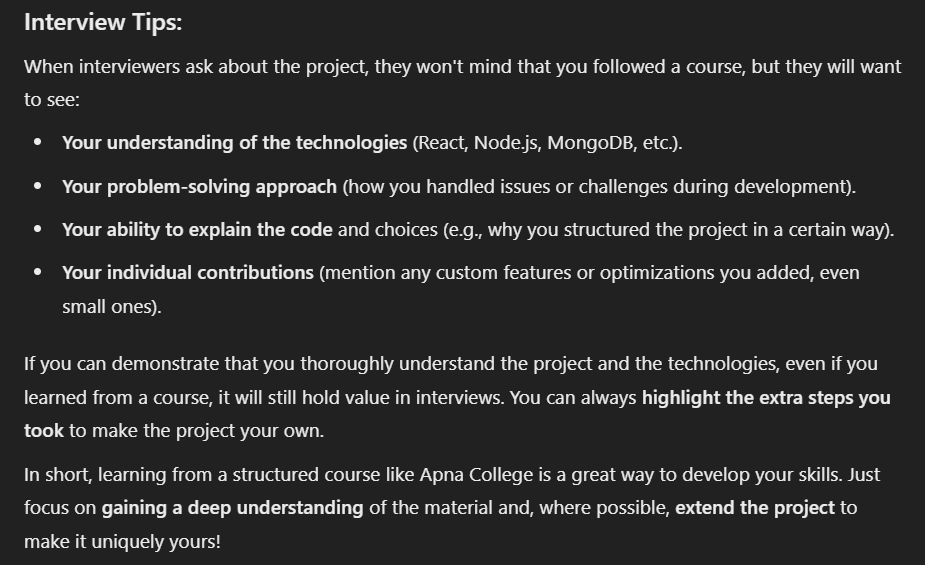 Interview Tips:
When interviewers ask about the project, they won't mind that you followed a course, but they will want
to see:
• Your understanding of the technologies (React, Node.js, MongoDB, etc.).
• Your problem-solving approach (how you handled issues or challenges during development).
• Your ability to explain the code and choices (e.g., why you structured the project in a certain way).
• Your individual contributions (mention any custom features or optimizations you added, even
small ones).
If you can demonstrate that you thoroughly understand the project and the technologies, even if you
learned from a course, it will still hold value in interviews. You can always highlight the extra steps you
took to make the project your own.
In short, learning from a structured course like Apna College is a great way to develop your skills. Just
focus on gaining a deep understanding of the material and, where possible, extend the project to
make it uniquely yours!